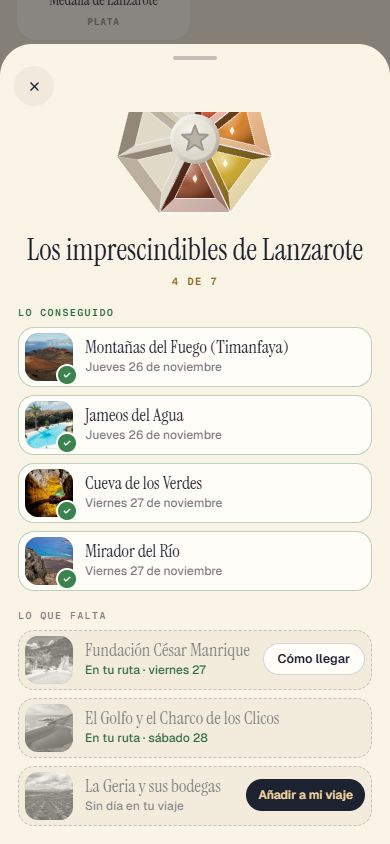 Medalla de Lanzarote
PLATA
Los imprescindibles de Lanzarote
4 DE 7
LO CONSEGUIDO
Montañas del Fuego (Timanfaya)
Jueves 26 de noviembre
Jameos del Agua
Jueves 26 de noviembre
Cueva de los Verdes
Viernes 27 de noviembre
Mirador del Río
Viernes 27 de noviembre
LO QUE FALTA
Fundación César Manrique
En tu ruta · viernes 27
Cómo llegar
El Golfo y el Charco de los Clicos
En tu ruta · sábado 28
La Geria y sus bodegas
Sin día en tu viaje
Añadir a mi viaje